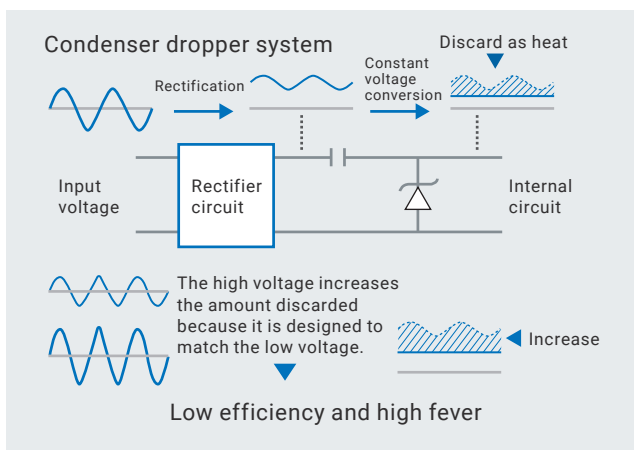 Condenser dropper system
Discard as heat
Rectification
Constant
voltage
conversion
Input
voltage
Rectifier
circuit
Internal
circuit
The high voltage increases
the amount discarded
because it is designed to
match the low voltage.
Increase
Low efficiency and high fever